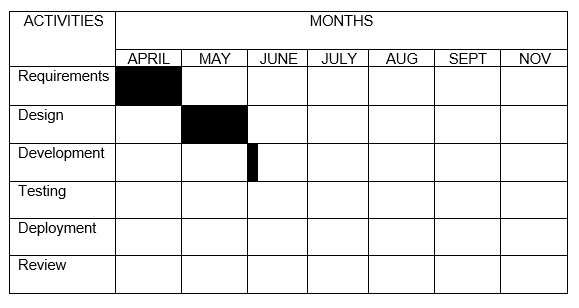 ACTIVITIES
MONTHS
APRIL MAY JUNE JULY AUG SEPT NOV
Requirements
Design
Development
Testing
Deployment
Review